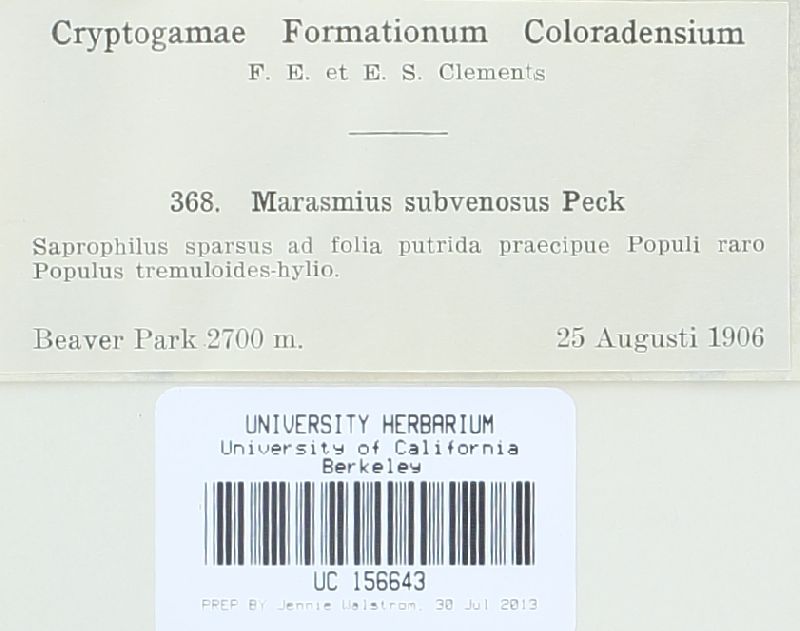 Cryptogamae Formationum Coloradensium
F. E. et E. S. Clements
368. Marasmius subvenosus Peck
Saprophilus sparsus ad folia putrida praecipue Populi raro
Populus tremuloides-hylio.
Beaver Park 2700 m. 25 Augusti 1906
UNIVERSITY HERBARIUM
University of California
Berkeley
UC 156643
PREP BY Jennie Walstrom, 30 Jul 2013